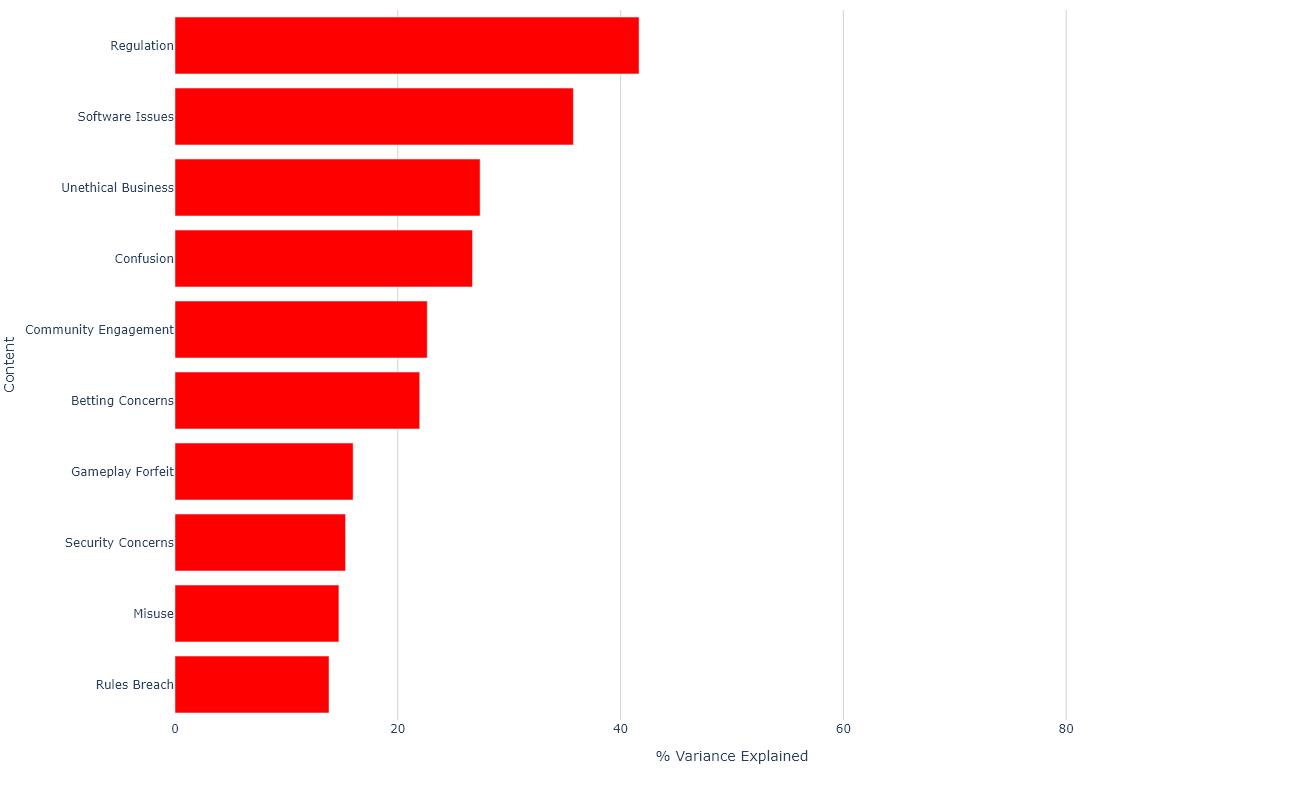 Regulation
Software Issues
Unethical Business
Confusion
Community Engagement
Betting Concerns
Gameplay Forfeit
Security Concerns
Misuse
Rules Breach
Content
0 20 40 60 80
% Variance Explained